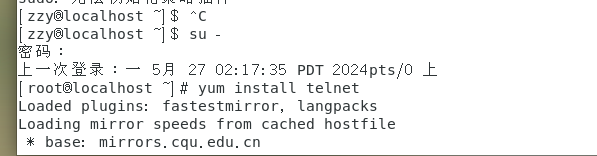 [zzy@localhost ~]$ ^C
[zzy@localhost ~]$ su -
密码：
上一次登录：一 5月 27 02:17:35 PDT 2024pts/0 上
[root@localhost ~]# yum install telnet
Loaded plugins: fastestmirror, langpacks
Loading mirror speeds from cached hostfile
 * base: mirrors.cqu.edu.cn